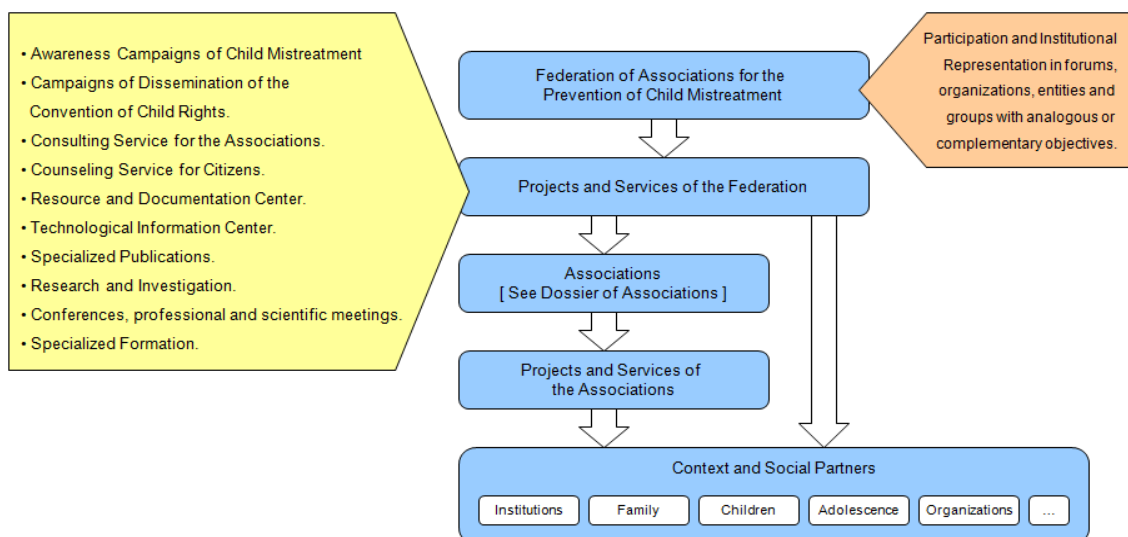 • Awareness Campaigns of Child Mistreatment
• Campaigns of Dissemination of the
Convention of Child Rights.
• Consulting Service for the Associations.
• Counseling Service for Citizens.
• Resource and Documentation Center.
• Technological Information Center.
• Specialized Publications.
• Research and Investigation.
• Conferences, professional and scientific meetings.
• Specialized Formation.
Federation of Associations for the
Prevention of Child Mistreatment
Participation and Institutional
Representation in forums,
organizations, entities and
groups with analogous or
complementary objectives.
Projects and Services of the Federation
Associations
[ See Dossier of Associations ]
Projects and Services of
the Associations
Context and Social Partners
Institutions
Family
Children
Adolescence
Organizations
...